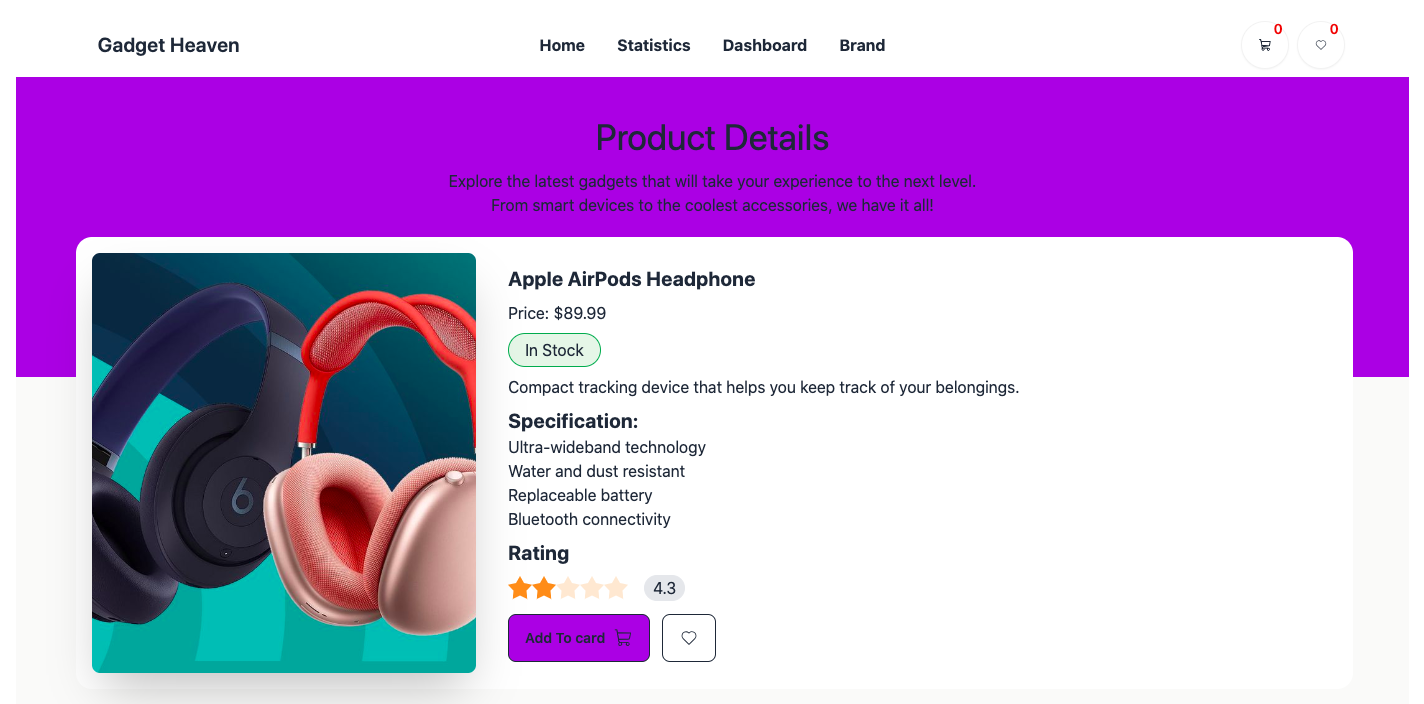 Gadget Heaven
Home Statistics Dashboard Brand
0 0
Product Details
Explore the latest gadgets that will take your experience to the next level.
From smart devices to the coolest accessories, we have it all!
Apple AirPods Headphone
Price: $89.99
In Stock
Compact tracking device that helps you keep track of your belongings.
Specification:
Ultra-wideband technology
Water and dust resistant
Replaceable battery
Bluetooth connectivity
Rating
4.3
Add To card